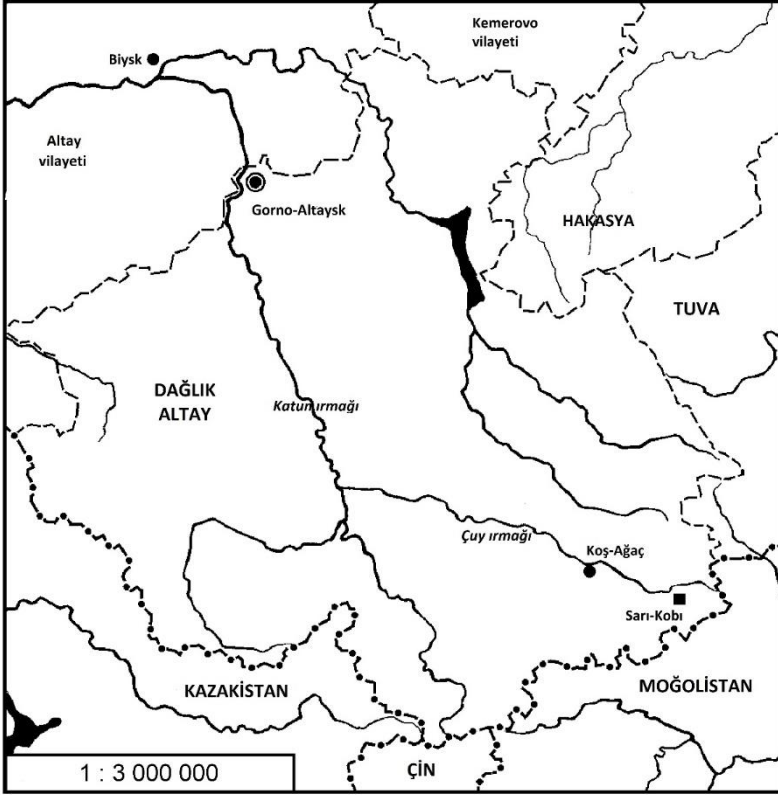 Kemerovo
vilayeti
Biysk
Altay
vilayeti
Gorno-Altaysk
HAKASYA
TUVA
DAĞLIK
ALTAY
Katun ırmağı
Çuy ırmağı
Koş-Ağaç
Sarı-Kobı
KAZAKİSTAN
MOĞOLİSTAN
ÇİN
1 : 3 000 000